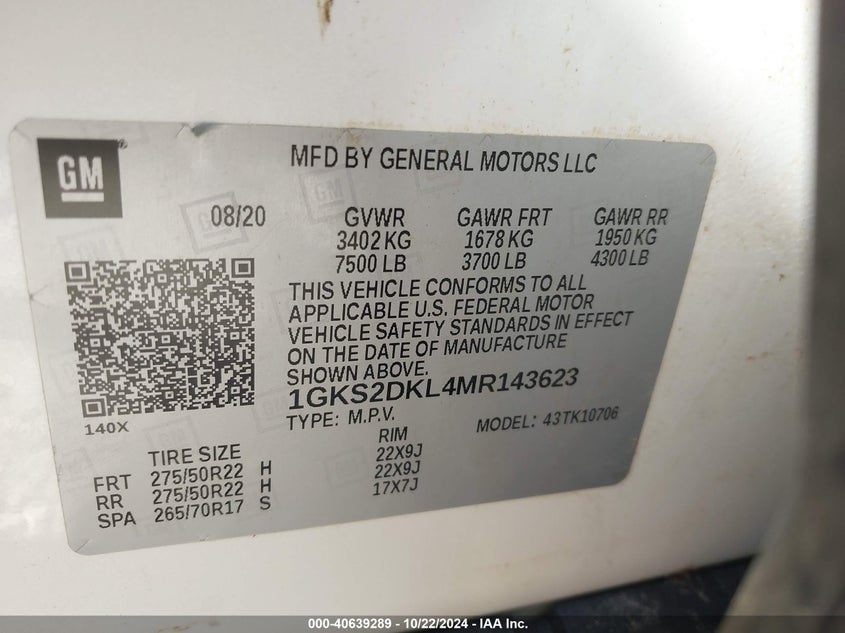 GM
MFD BY GENERAL MOTORS LLC
08/20 GVWR GAWR FRT GAWR RR
3402 KG 1678 KG 1950 KG
7500 LB 3700 LB 4300 LB
THIS VEHICLE CONFORMS TO ALL
APPLICABLE U.S. FEDERAL MOTOR
VEHICLE SAFETY STANDARDS IN EFFECT
ON THE DATE OF MANUFACTURE
SHOWN ABOVE.
1GKS2DKL4MR143623
TYPE: M.P.V. MODEL: 43TK10706
140X
TIRE SIZE RIM
FRT 275/50R22 H 22X9J
RR 275/50R22 H 22X9J
SPA 265/70R17 S 17X7J
000-40639289 - 10/22/2024 - IAA Inc.